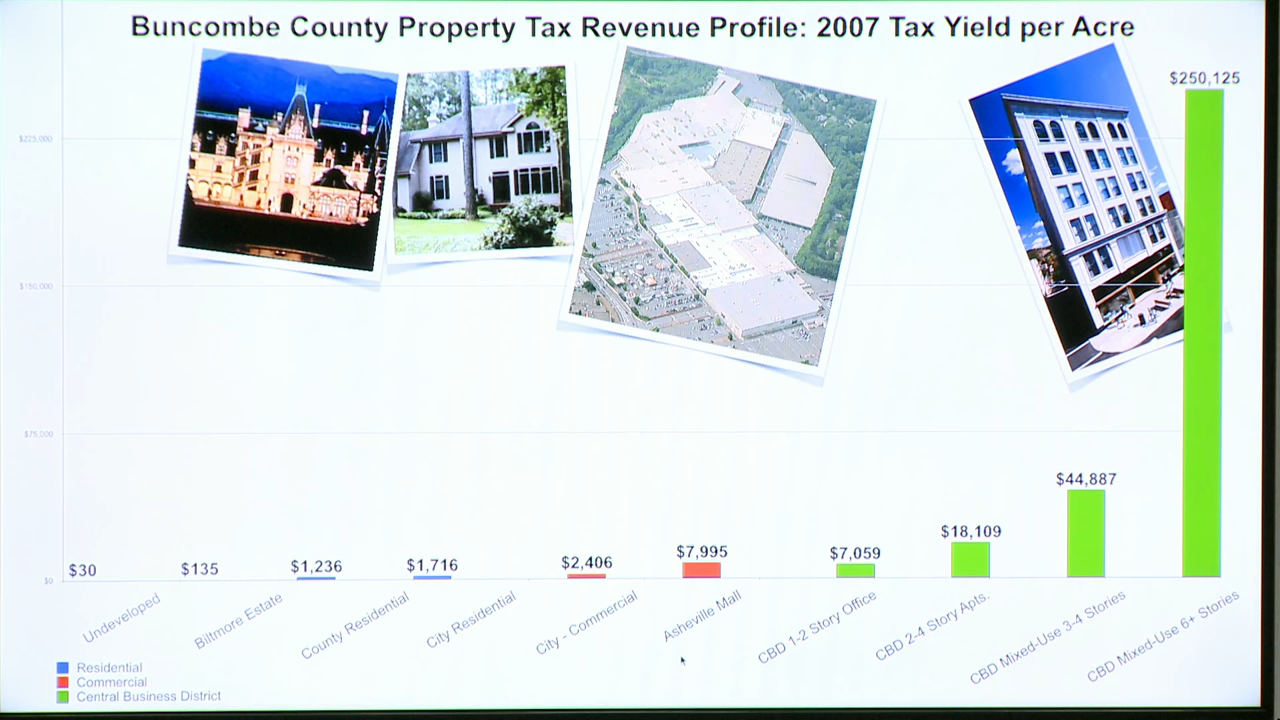 Buncombe County Property Tax Revenue Profile: 2007 Tax Yield per Acre
$250,125
$225,000
$150,000
$75,000
$44,887
$18,109
$7,995
$7,059
$2,406
$1,716
$1,236
$135
$30
$0
Undeveloped
Biltmore Estate
County Residential
City Residential
City - Commercial
Asheville Mall
CBD 1-2 Story Office
CBD 2-4 Story Apts.
CBD Mixed-Use 3-4 Stories
CBD Mixed-Use 6+ Stories
Residential
Commercial
Central Business District